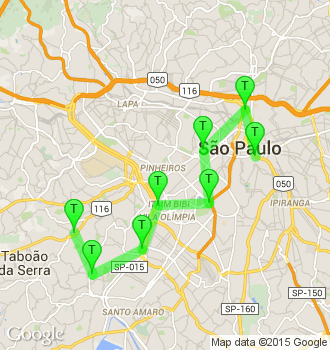 T
050
116
LAPA
T
T
São Paulo
T
PINHEIROS
T
050
T
ITAIM BIBI
VILA OLÍMPIA
IPIRANGA
T
116
T
T
Taboão
da Serra
SP-015
SP-150
SANTO AMARO
SP-160
Google
Map data ©2015 Google